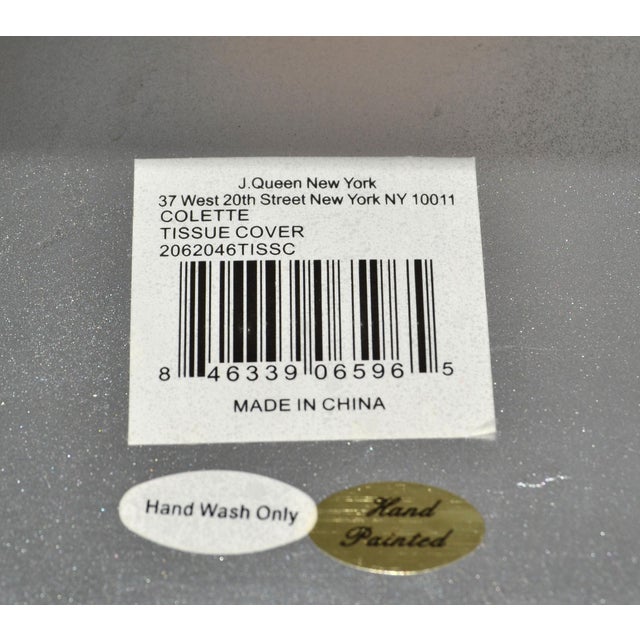 J.Queen New York
37 West 20th Street New York NY 10011
COLETTE
TISSUE COVER
2062046TISSC
8 46339 06596 5
MADE IN CHINA
Hand Wash Only
Hand
Painted